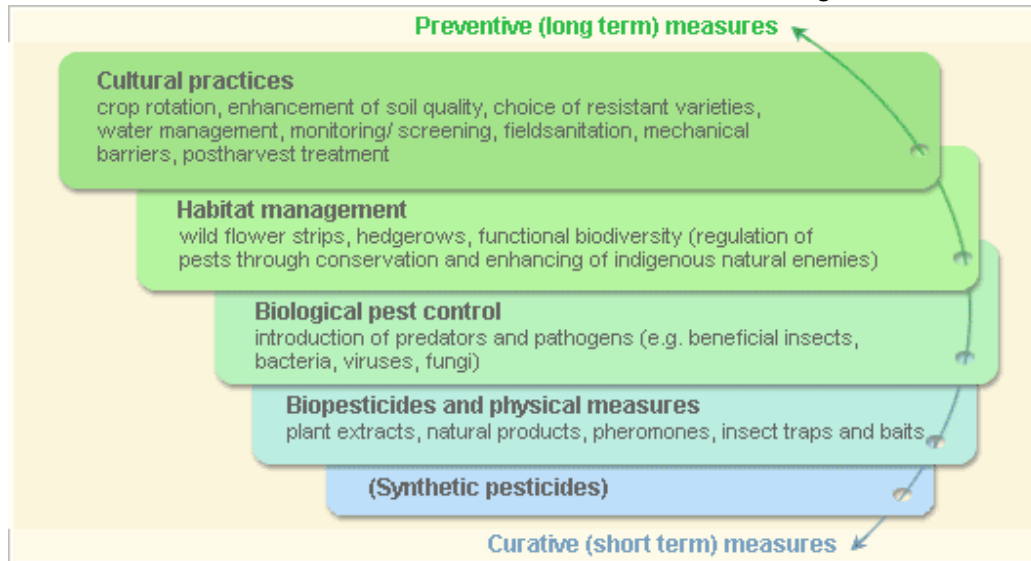 Preventive (long term) measures
Cultural practices
crop rotation, enhancement of soil quality, choice of resistant varieties,
water management, monitoring/ screening, fieldsanitation, mechanical
barriers, postharvest treatment
Habitat management
wild flower strips, hedgerows, functional biodiversity (regulation of
pests through conservation and enhancing of indigenous natural enemies)
Biological pest control
introduction of predators and pathogens (e.g. beneficial insects,
bacteria, viruses, fungi)
Biopesticides and physical measures
plant extracts, natural products, pheromones, insect traps and baits
(Synthetic pesticides)
Curative (short term) measures